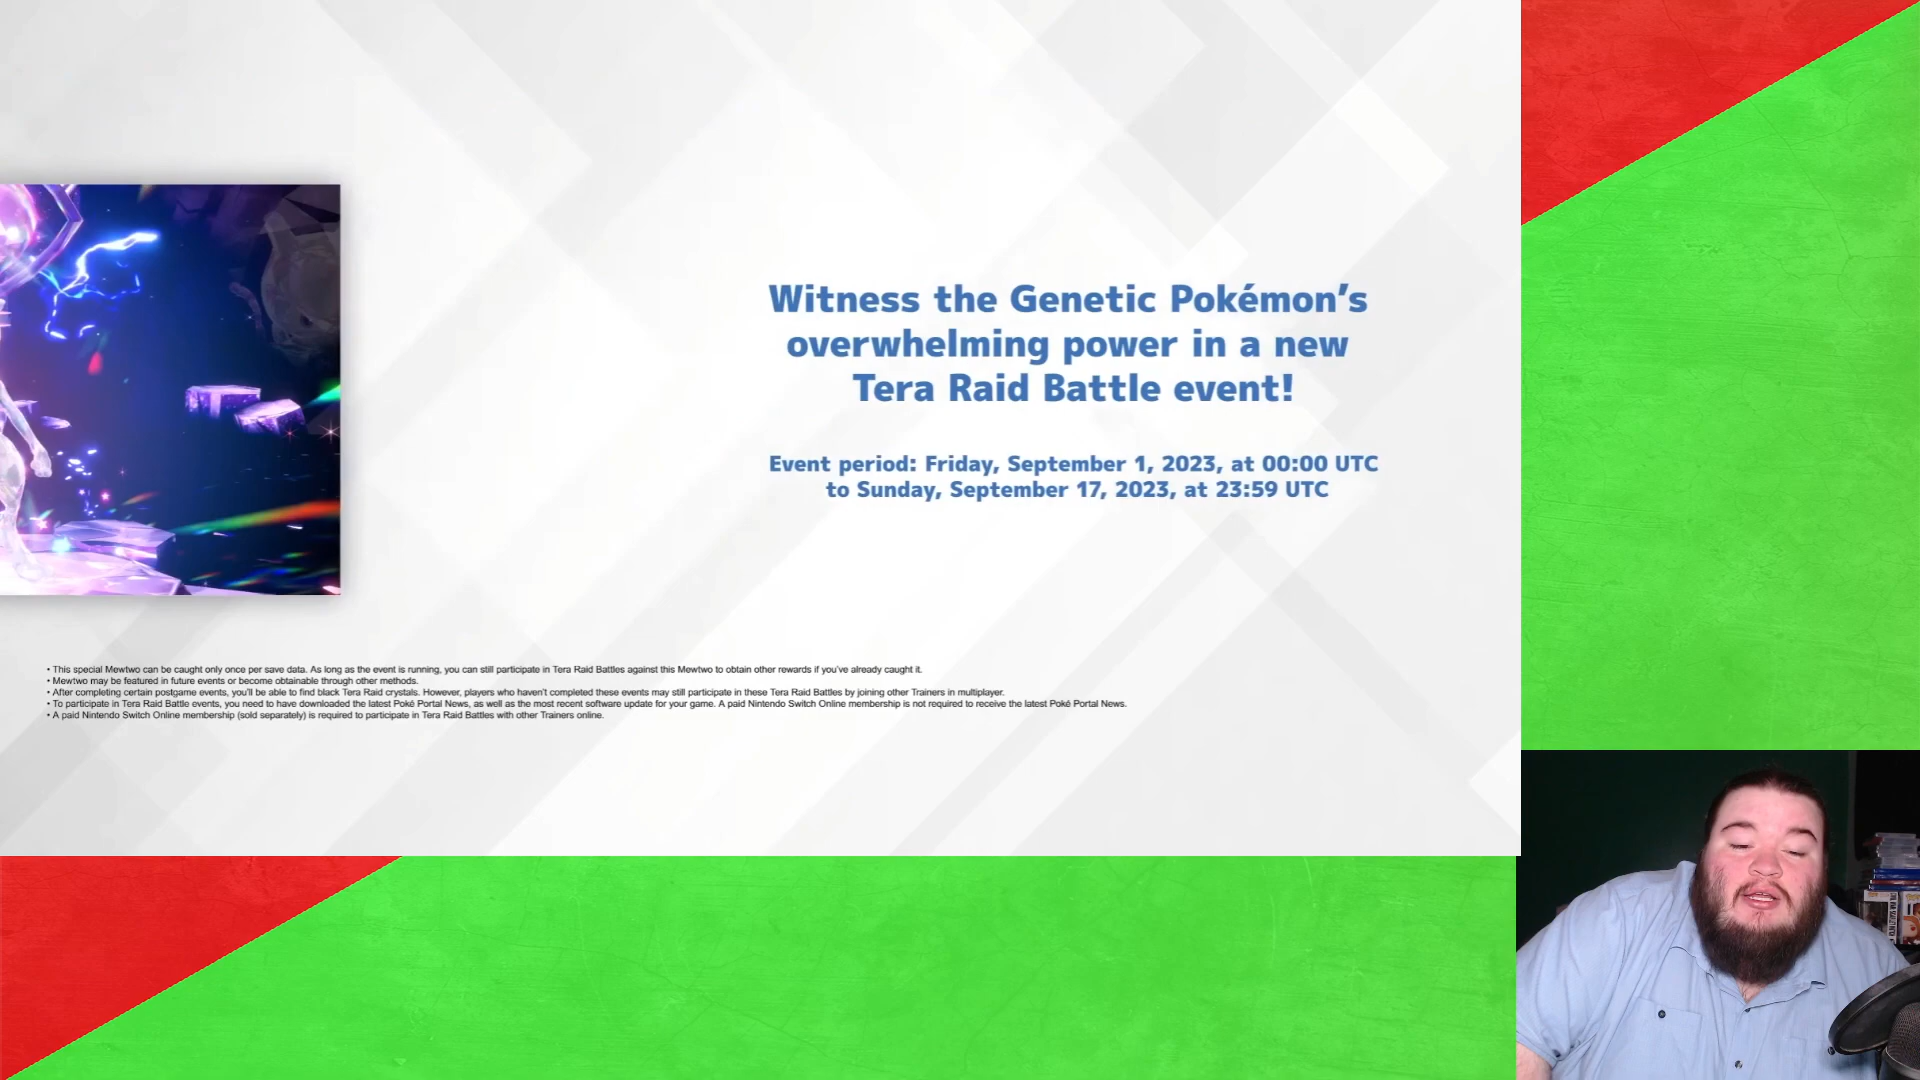 Witness the Genetic Pokémon’s
overwhelming power in a new
Tera Raid Battle event!
Event period: Friday, September 1, 2023, at 00:00 UTC
to Sunday, September 17, 2023, at 23:59 UTC
• This special Mewtwo can be caught only once per save data. As long as the event is running, you can still participate in Tera Raid Battles against this Mewtwo to obtain other rewards if you’ve already caught it.
• Mewtwo may be featured in future events or become obtainable through other methods.
• After completing certain postgame events, you’ll be able to find black Tera Raid crystals. However, players who haven’t completed these events may still participate in these Tera Raid Battles by joining other Trainers in multiplayer.
• To participate in Tera Raid Battle events, you need to have downloaded the latest Poké Portal News, as well as the most recent software update for your game. A paid Nintendo Switch Online membership is not required to receive the latest Poké Portal News.
• A paid Nintendo Switch Online membership (sold separately) is required to participate in Tera Raid Battles with other Trainers online.